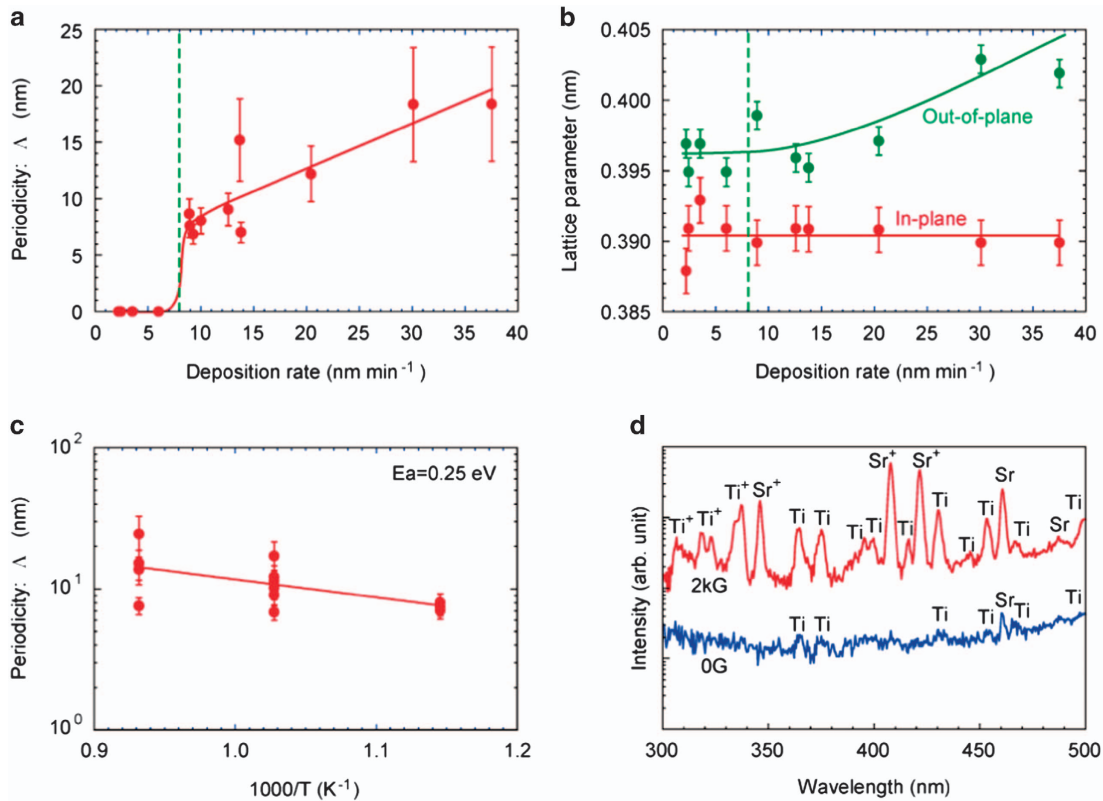 a
25
20
15
10
5
0
Periodicity: Λ (nm)
0 5 10 15 20 25 30 35 40
Deposition rate (nm min⁻¹)
b
0.405
0.400
0.395
0.390
0.385
Lattice parameter (nm)
Out-of-plane
In-plane
0 5 10 15 20 25 30 35 40
Deposition rate (nm min⁻¹)
c
10²
10¹
10⁰
Periodicity: Λ (nm)
Ea=0.25 eV
0.9 1.0 1.1 1.2
1000/T (K⁻¹)
d
Intensity (arb. unit)
Ti⁺ Ti⁺ Ti⁺ Sr⁺ Ti Ti Ti Ti Sr⁺ Ti Sr⁺ Ti Ti Ti Sr Ti Sr Ti
2kG
Ti Ti Ti Ti Sr Ti Ti
0G
300 350 400 450 500
Wavelength (nm)